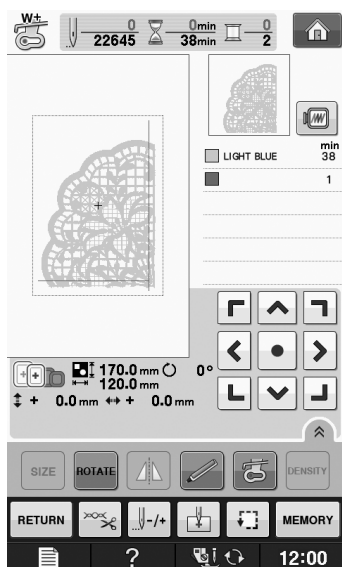 W+
0 0min 0
22645 38min 2
min
LIGHT BLUE 38
1
170.0 mm 0°
120.0 mm
+ 0.0 mm + 0.0 mm
SIZE ROTATE DENSITY
RETURN -/+ MEMORY
? 12:00